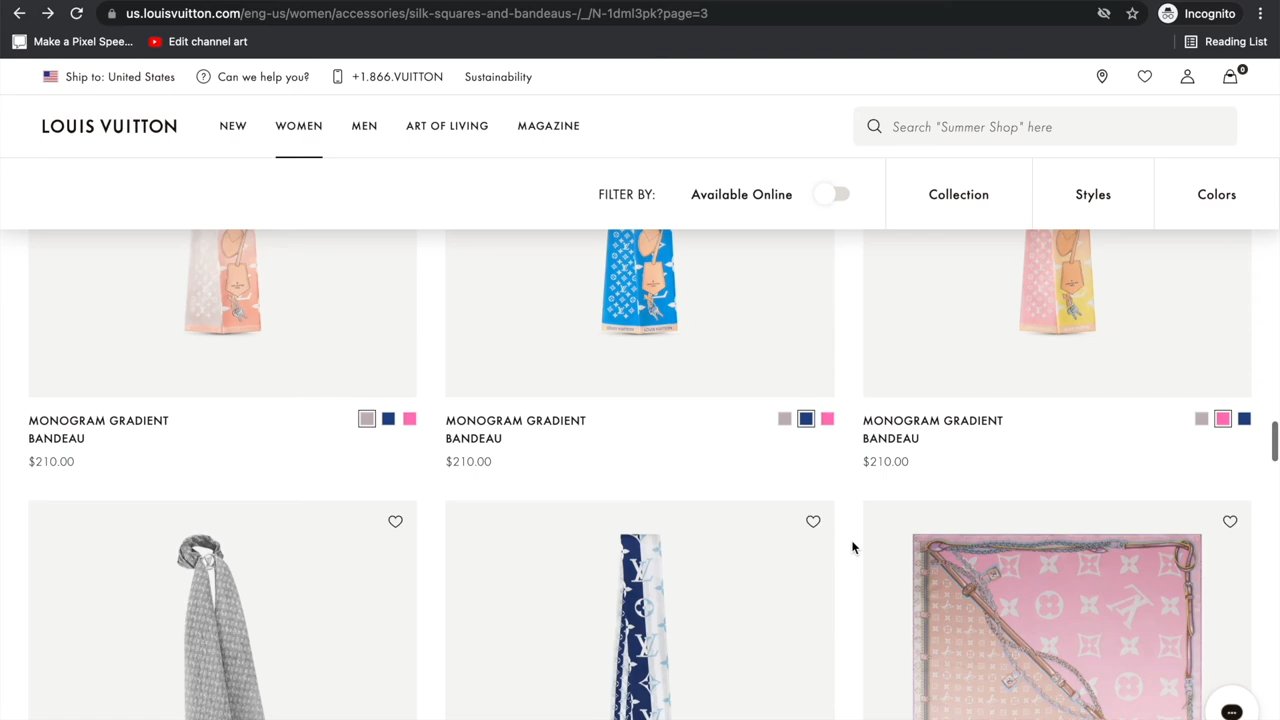 us.louisvuitton.com/eng-us/women/accessories/silk-squares-and-bandeaus-/_/N-1dml3pk?page=3
Incognito
Make a Pixel Spee...
Edit channel art
Reading List
Ship to: United States
Can we help you?
+1.866.VUITTON
Sustainability
0
LOUIS VUITTON
NEW
WOMEN
MEN
ART OF LIVING
MAGAZINE
Search "Summer Shop" here
FILTER BY:
Available Online
Collection
Styles
Colors
MONOGRAM GRADIENT
BANDEAU
$210.00
MONOGRAM GRADIENT
BANDEAU
$210.00
MONOGRAM GRADIENT
BANDEAU
$210.00